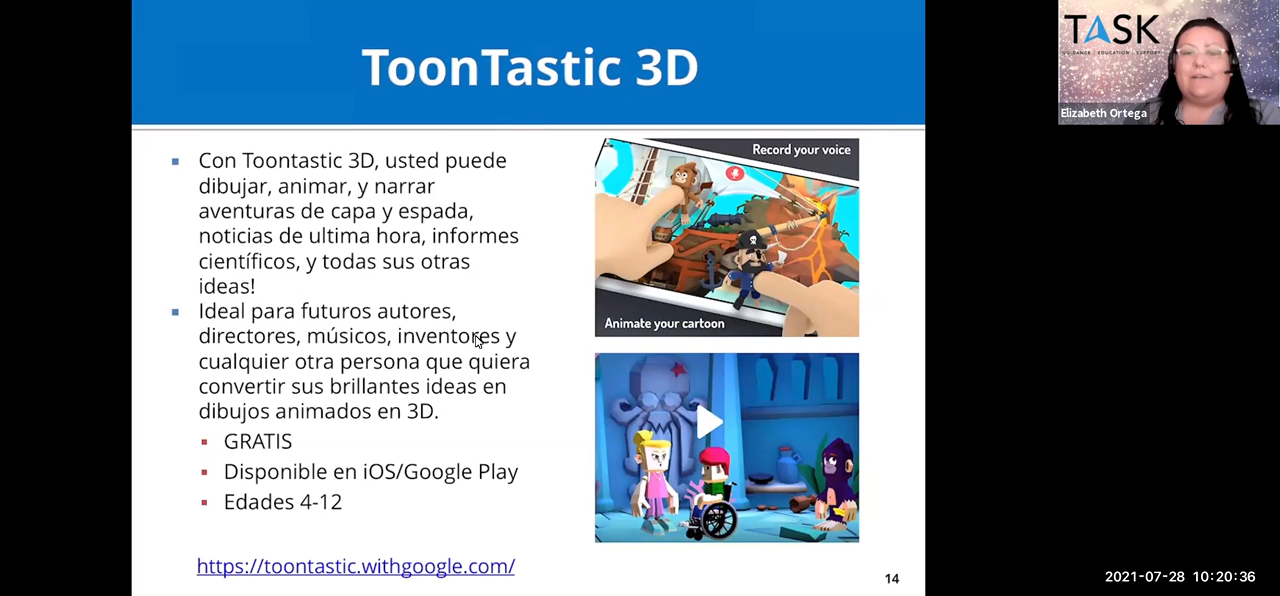 ToonTastic 3D
Con Toontastic 3D, usted puede
dibujar, animar, y narrar
aventuras de capa y espada,
noticias de ultima hora, informes
científicos, y todas sus otras
ideas!
Ideal para futuros autores,
directores, músicos, inventores y
cualquier otra persona que quiera
convertir sus brillantes ideas en
dibujos animados en 3D.
GRATIS
Disponible en iOS/Google Play
Edades 4-12
https://toontastic.withgoogle.com/
Record your voice
Animate your cartoon
14
TASK
GUIDANCE | EDUCATION | SUPPORT
Elizabeth Ortega
2021-07-28 10:20:36